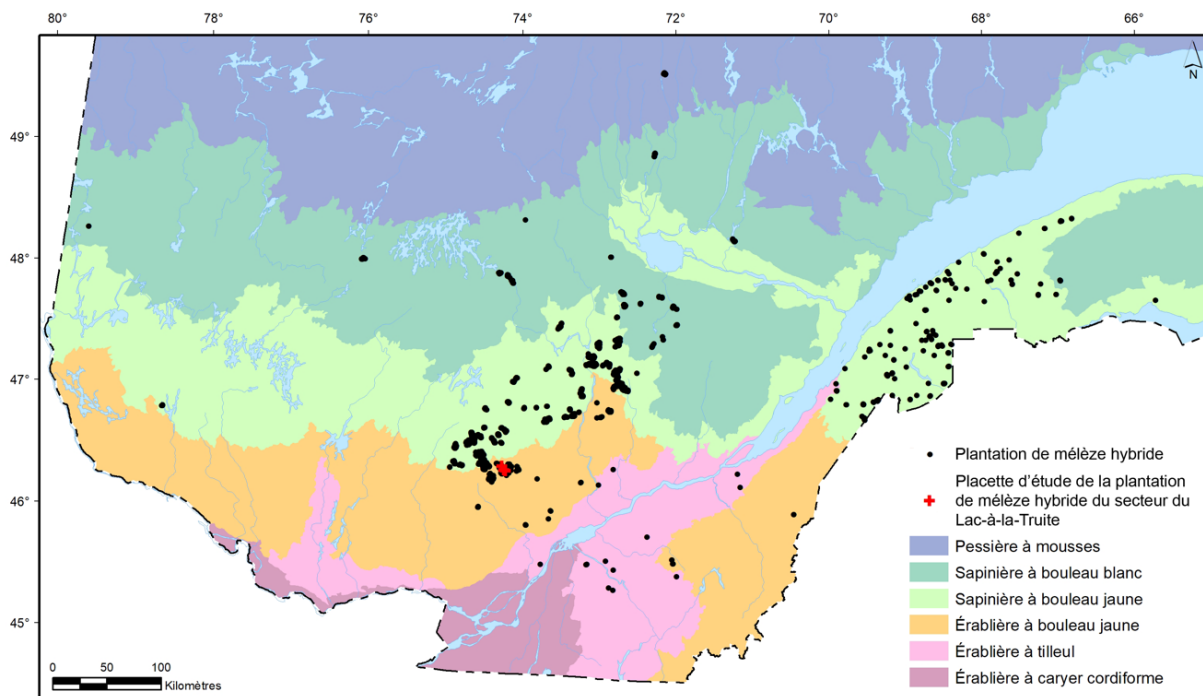 80 78 76 74 72 70 68 66
N
49°
48°
47°
46°
45°
Plantation de mélèze hybride
Placette d'étude de la plantation
de mélèze hybride du secteur du
Lac-à-la-Truite
Pessière à mousses
Sapinière à bouleau blanc
Sapinière à bouleau jaune
Érablière à bouleau jaune
Érablière à tilleul
Érablière à caryer cordiforme
0 50 100
Kilomètres